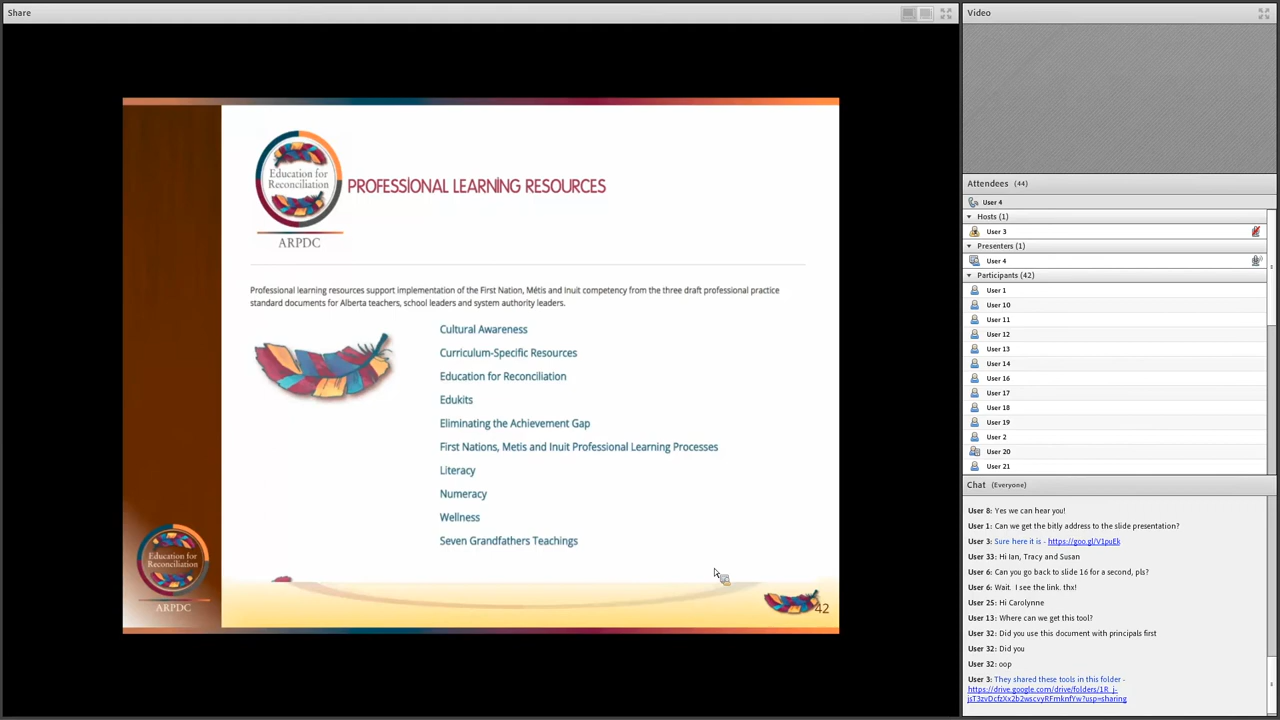 Share
Education for
Reconciliation
ARPDC
PROFESSIONAL LEARNING RESOURCES
Professional learning resources support implementation of the First Nation, Métis and Inuit competency from the three draft professional practice
standard documents for Alberta teachers, school leaders and system authority leaders.
Cultural Awareness
Curriculum-Specific Resources
Education for Reconciliation
Edukits
Eliminating the Achievement Gap
First Nations, Metis and Inuit Professional Learning Processes
Literacy
Numeracy
Wellness
Seven Grandfathers Teachings
Education for
Reconciliation
ARPDC
42
Video
Attendees (44)
User 4
Hosts (1)
User 3
Presenters (1)
User 4
Participants (42)
User 1
User 10
User 11
User 12
User 13
User 14
User 16
User 17
User 18
User 19
User 2
User 20
User 21
Chat (Everyone)
User 8: Yes we can hear you!
User 1: Can we get the bitly address to the slide presentation?
User 3: Sure here it is - https://goo.gl/V1puEk
User 33: Hi Ian, Tracy and Susan
User 6: Can you go back to slide 16 for a second, pls?
User 6: Wait. I see the link. thx!
User 25: Hi Carolynne
User 13: Where can we get this tool?
User 32: Did you use this document with principals first
User 32: Did you
User 32: oop
User 3: They shared these tools in this folder -
https://drive.google.com/drive/folders/1R_j-
jsT3zvDcfzXx2b2wscvyRFmknfYw?usp=sharing